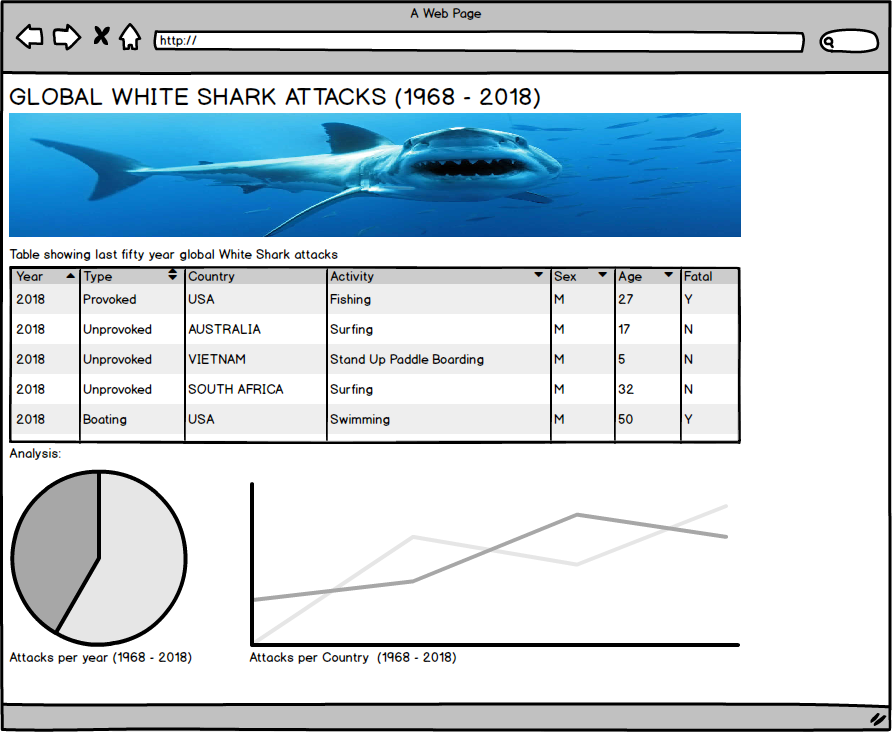 A Web Page
http://
GLOBAL WHITE SHARK ATTACKS (1968 - 2018)
Table showing last fifty year global White Shark attacks
Year Type Country Activity Sex Age Fatal
2018 Provoked USA Fishing M 27 Y
2018 Unprovoked AUSTRALIA Surfing M 17 N
2018 Unprovoked VIETNAM Stand Up Paddle Boarding M 5 N
2018 Unprovoked SOUTH AFRICA Surfing M 32 N
2018 Boating USA Swimming M 50 Y
Analysis:
Attacks per year (1968 - 2018) Attacks per Country (1968 - 2018)